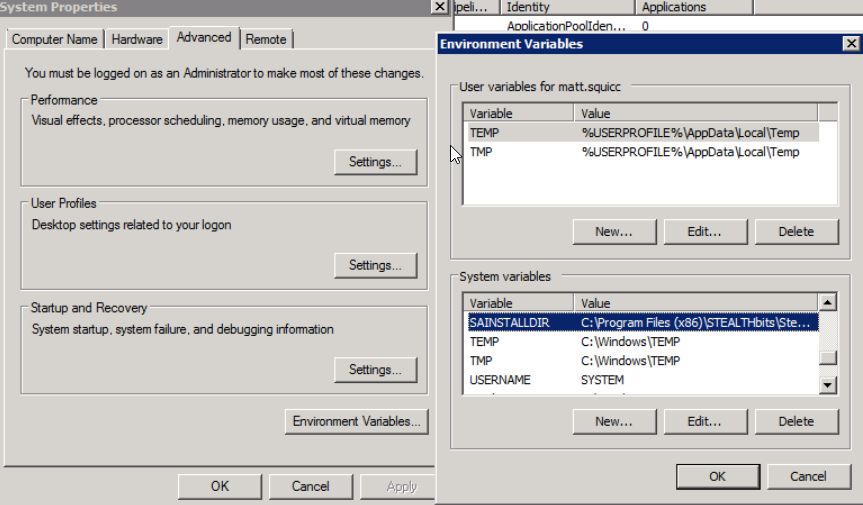 System Properties
Computer Name Hardware Advanced Remote
You must be logged on as an Administrator to make most of these changes.
Performance
Visual effects, processor scheduling, memory usage, and virtual memory
Settings...
User Profiles
Desktop settings related to your logon
Settings...
Startup and Recovery
System startup, system failure, and debugging information
Settings...
Environment Variables...
OK Cancel Apply
ipeli... Identity Applications
ApplicationPoolIden... 0
Environment Variables
User variables for matt.squicc
Variable Value
TEMP %USERPROFILE%\AppData\Local\Temp
TMP %USERPROFILE%\AppData\Local\Temp
New... Edit... Delete
System variables
Variable Value
SAINSTALLDIR C:\Program Files (x86)\STEALTHbits\Ste...
TEMP C:\Windows\TEMP
TMP C:\Windows\TEMP
USERNAME SYSTEM
New... Edit... Delete
OK Cancel